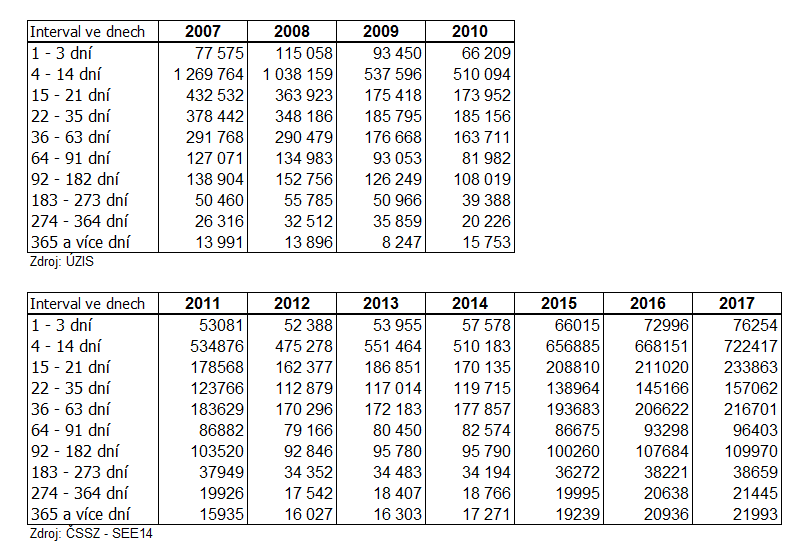 Interval ve dnech 2007 2008 2009 2010
1 - 3 dní 77 575 115 058 93 450 66 209
4 - 14 dní 1 269 764 1 038 159 537 596 510 094
15 - 21 dní 432 532 363 923 175 418 173 952
22 - 35 dní 378 442 348 186 185 795 185 156
36 - 63 dní 291 768 290 479 176 668 163 711
64 - 91 dní 127 071 134 983 93 053 81 982
92 - 182 dní 138 904 152 756 126 249 108 019
183 - 273 dní 50 460 55 785 50 966 39 388
274 - 364 dní 26 316 32 512 35 859 20 226
365 a více dní 13 991 13 896 8 247 15 753
Zdroj: ÚZIS
Interval ve dnech 2011 2012 2013 2014 2015 2016 2017
1 - 3 dní 53081 52 388 53 955 57 578 66015 72996 76254
4 - 14 dní 534876 475 278 551 464 510 183 656885 668151 722417
15 - 21 dní 178568 162 377 186 851 170 135 208810 211020 233863
22 - 35 dní 123766 112 879 117 014 119 715 138964 145166 157062
36 - 63 dní 183629 170 296 172 183 177 857 193683 206622 216701
64 - 91 dní 86882 79 166 80 450 82 574 86675 93298 96403
92 - 182 dní 103520 92 846 95 780 95 790 100260 107684 109970
183 - 273 dní 37949 34 352 34 483 34 194 36272 38221 38659
274 - 364 dní 19926 17 542 18 407 18 766 19995 20638 21445
365 a více dní 15935 16 027 16 303 17 271 19239 20936 21993
Zdroj: ČSSZ - SEE14